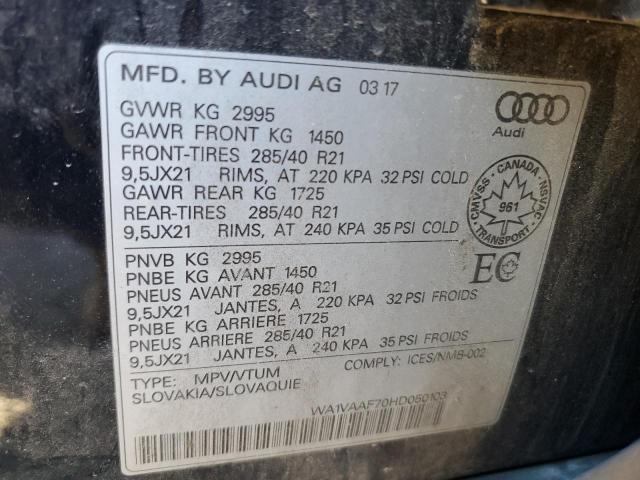 MFD. BY AUDI AG 03 17
GVWR KG 2995
GAWR FRONT KG 1450
FRONT-TIRES 285/40 R21
9,5JX21 RIMS, AT 220 KPA 32 PSI COLD
GAWR REAR KG 1725
REAR-TIRES 285/40 R21
9,5JX21 RIMS, AT 240 KPA 35 PSI COLD
Audi
CMVSS · CANADA · NSVAC
961
TRANSPORT
PNVB KG 2995
PNBE KG AVANT 1450
PNEUS AVANT 285/40 R21
9,5JX21 JANTES, A 220 KPA 32 PSI FROIDS
PNBE KG ARRIERE 1725
PNEUS ARRIERE 285/40 R21
9,5JX21 JANTES, A 240 KPA 35 PSI FROIDS
EC
TYPE: MPV/VTUM COMPLY: ICES/NMB-002
SLOVAKIA/SLOVAQUIE
WA1VAAF70HD050103